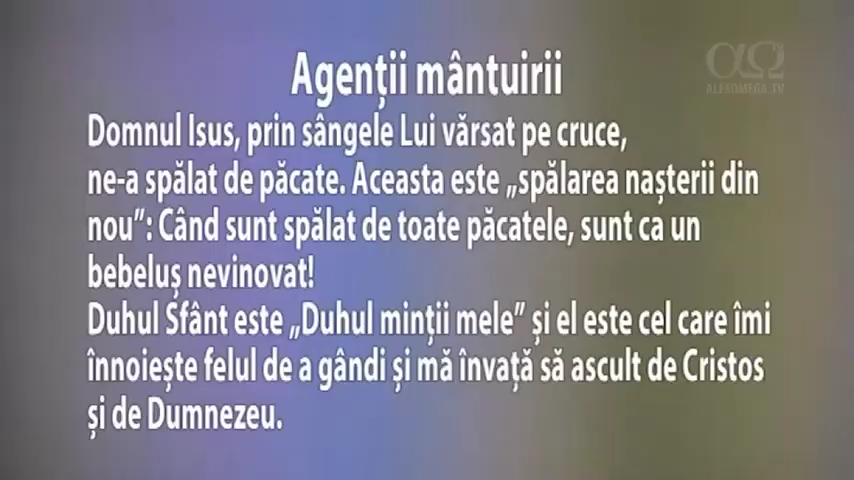 Agenții mântuirii
ΑΩ
ALFAOMEGA.TV
Domnul Isus, prin sângele Lui vărsat pe cruce,
ne-a spălat de păcate. Aceasta este „spălarea nașterii din
nou”: Când sunt spălat de toate păcatele, sunt ca un
bebeluș nevinovat!
Duhul Sfânt este „Duhul minții mele” și el este cel care îmi
înnoiește felul de a gândi și mă învață să ascult de Cristos
și de Dumnezeu.